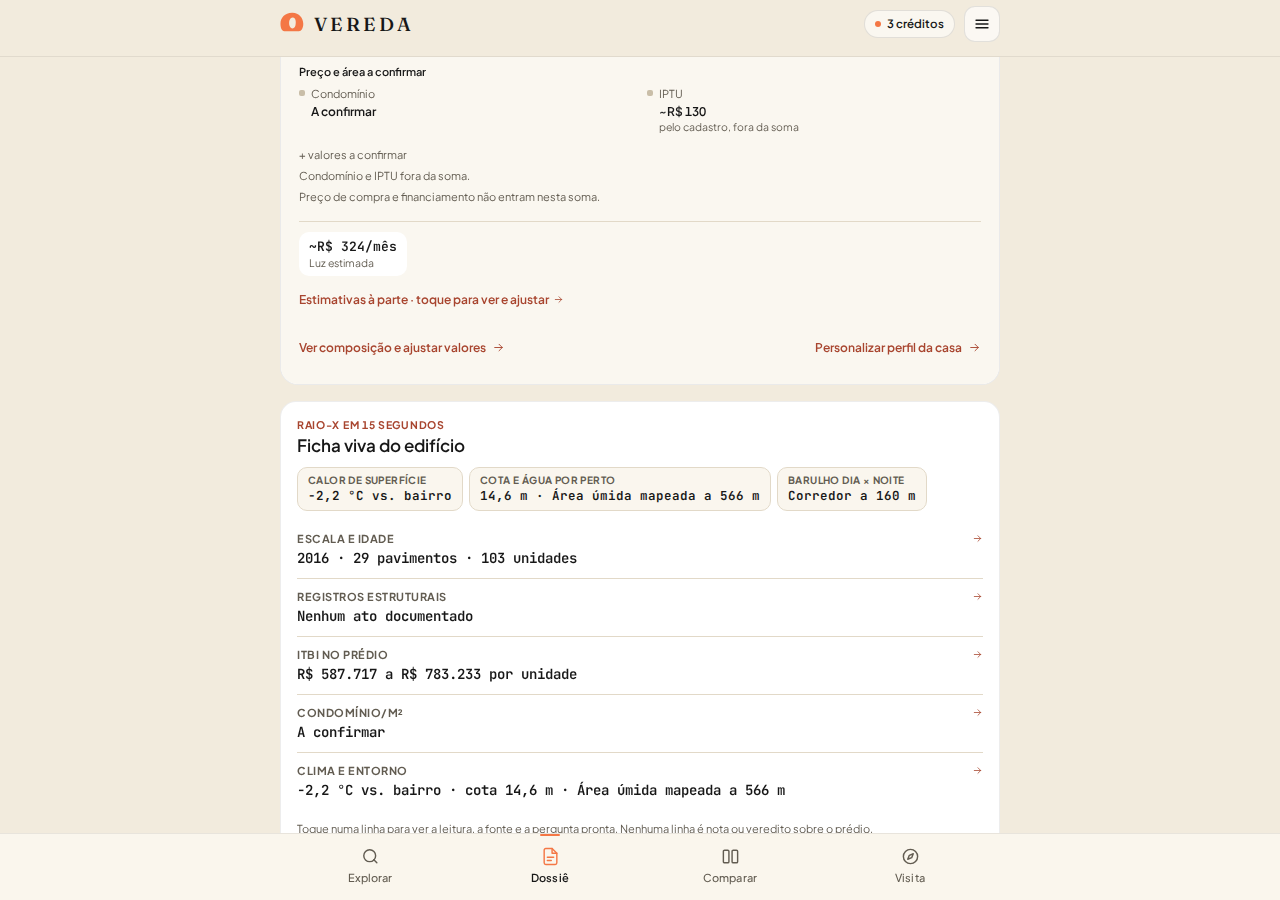 VEREDA
3 créditos
Preço e área a confirmar
Condomínio
A confirmar
IPTU
~R$ 130
pelo cadastro, fora da soma
+ valores a confirmar
Condomínio e IPTU fora da soma.
Preço de compra e financiamento não entram nesta soma.
~R$ 324/mês
Luz estimada
Estimativas à parte · toque para ver e ajustar →
Ver composição e ajustar valores →
Personalizar perfil da casa →
RAIO-X EM 15 SEGUNDOS
Ficha viva do edifício
CALOR DE SUPERFÍCIE
-2,2 °C vs. bairro
COTA E ÁGUA POR PERTO
14,6 m · Área úmida mapeada a 566 m
BARULHO DIA × NOITE
Corredor a 160 m
ESCALA E IDADE →
2016 · 29 pavimentos · 103 unidades
REGISTROS ESTRUTURAIS →
Nenhum ato documentado
ITBI NO PRÉDIO →
R$ 587.717 a R$ 783.233 por unidade
CONDOMÍNIO/M² →
A confirmar
CLIMA E ENTORNO →
-2,2 °C vs. bairro · cota 14,6 m · Área úmida mapeada a 566 m
Toque numa linha para ver a leitura, a fonte e a pergunta pronta. Nenhuma linha é nota ou veredito sobre o prédio.
Explorar
Dossiê
Comparar
Visita